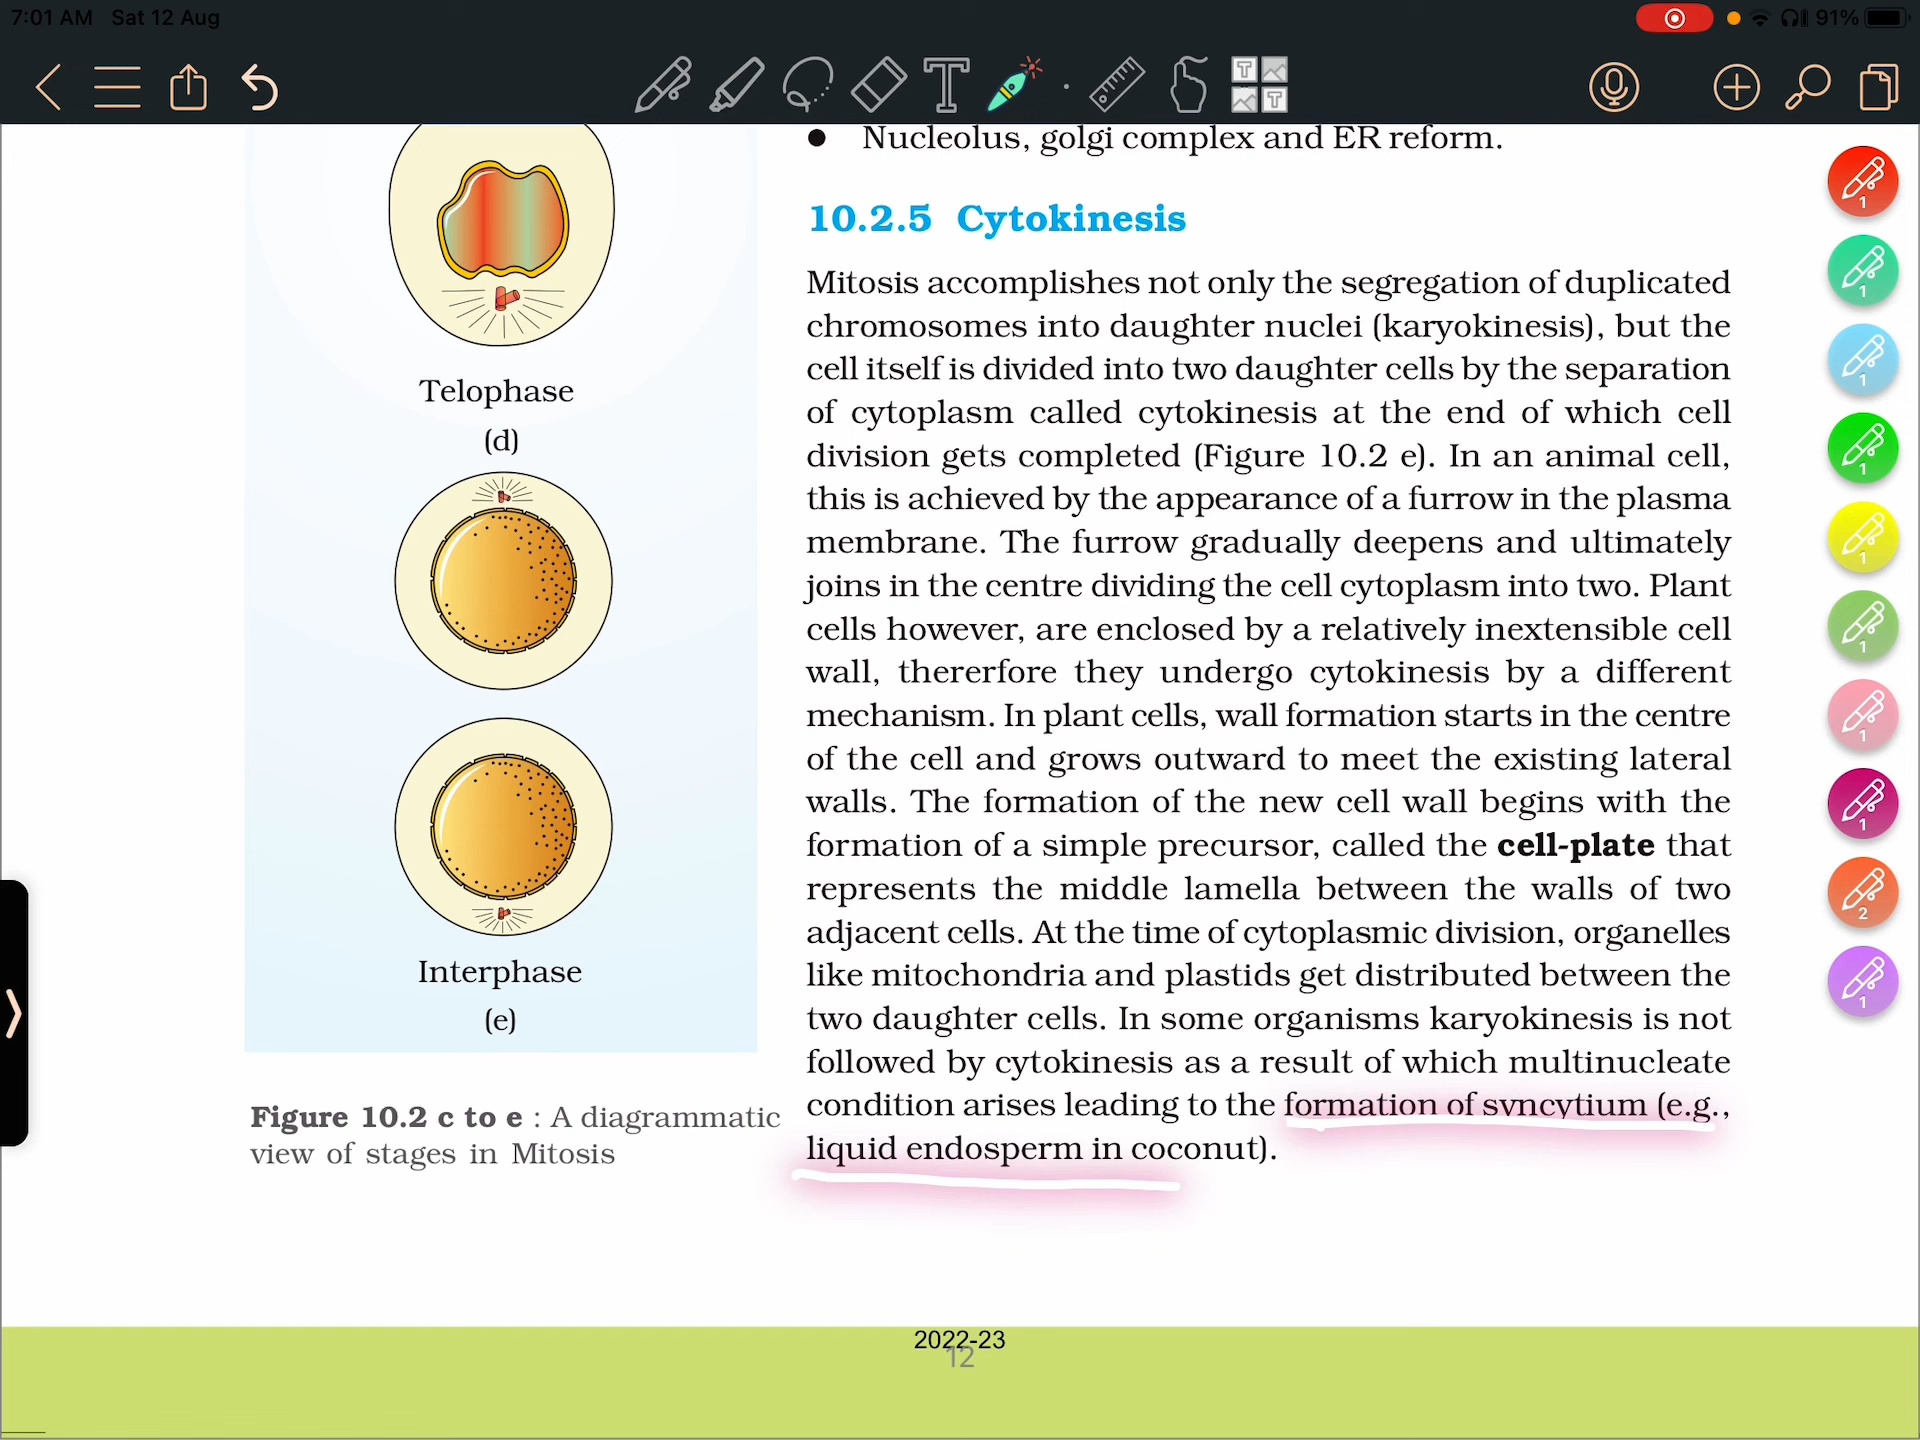 7:01 AM Sat 12 Aug
91%
Nucleolus, golgi complex and ER reform.
10.2.5 Cytokinesis
Mitosis accomplishes not only the segregation of duplicated
chromosomes into daughter nuclei (karyokinesis), but the
cell itself is divided into two daughter cells by the separation
of cytoplasm called cytokinesis at the end of which cell
division gets completed (Figure 10.2 e). In an animal cell,
this is achieved by the appearance of a furrow in the plasma
membrane. The furrow gradually deepens and ultimately
joins in the centre dividing the cell cytoplasm into two. Plant
cells however, are enclosed by a relatively inextensible cell
wall, thererfore they undergo cytokinesis by a different
mechanism. In plant cells, wall formation starts in the centre
of the cell and grows outward to meet the existing lateral
walls. The formation of the new cell wall begins with the
formation of a simple precursor, called the cell-plate that
represents the middle lamella between the walls of two
adjacent cells. At the time of cytoplasmic division, organelles
like mitochondria and plastids get distributed between the
two daughter cells. In some organisms karyokinesis is not
followed by cytokinesis as a result of which multinucleate
condition arises leading to the formation of syncytium (e.g.,
liquid endosperm in coconut).
Telophase
(d)
Interphase
(e)
Figure 10.2 c to e : A diagrammatic
view of stages in Mitosis
2022-23
12
T
T
T
1
1
1
1
1
1
1
1
2
1